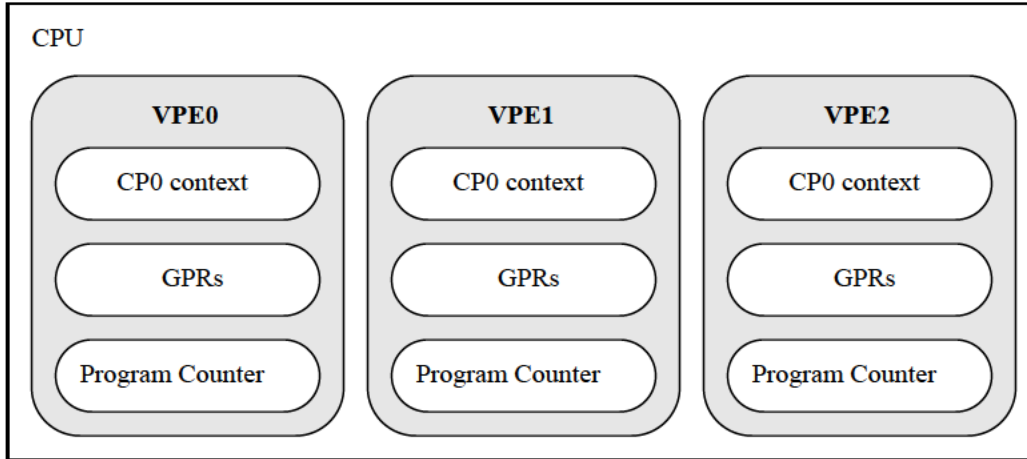 CPU
VPE0 VPE1 VPE2
CP0 context CP0 context CP0 context
GPRs GPRs GPRs
Program Counter Program Counter Program Counter